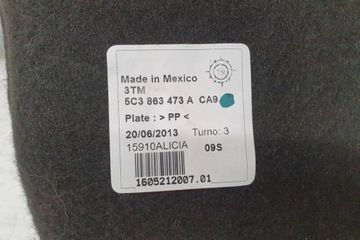 Made in Mexico
3TM
5C3 863 473 A CA9
Plate : > PP <
20/06/2013 Turno: 3
15910ALICIA 09S
1605212007.01